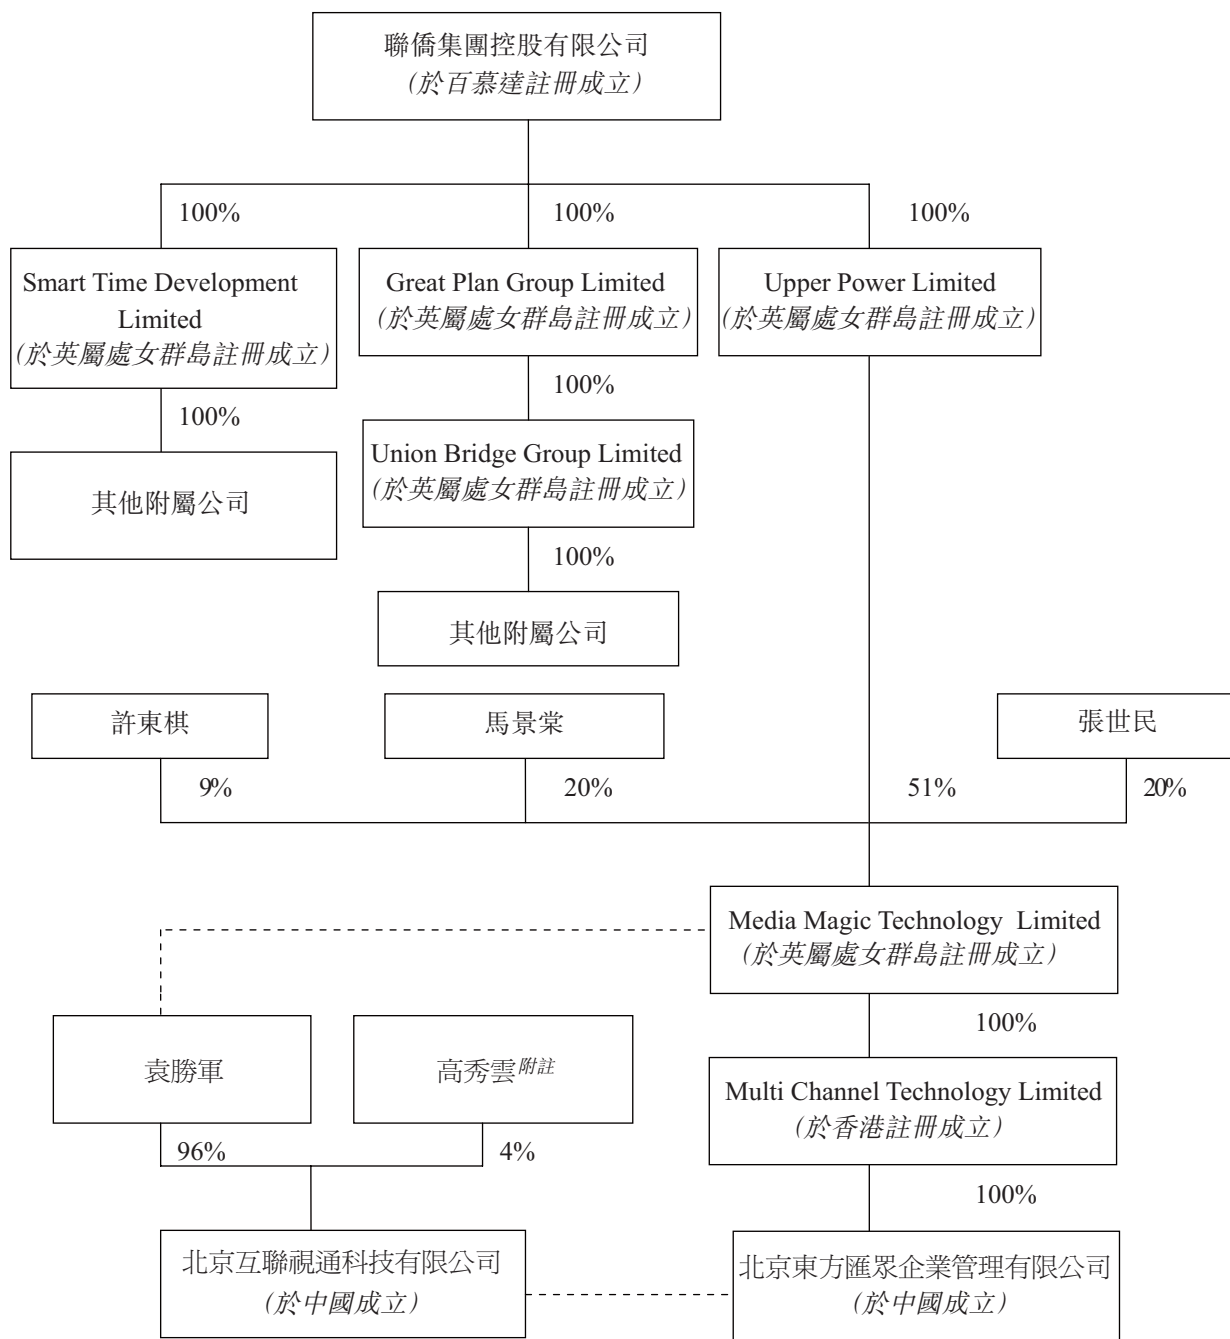 聯僑集團控股有限公司
(於百慕達註冊成立)
100%
100%
100%
Smart Time Development
Limited
(於英屬處女群島註冊成立)
Great Plan Group Limited
(於英屬處女群島註冊成立)
Upper Power Limited
(於英屬處女群島註冊成立)
100%
100%
其他附屬公司
Union Bridge Group Limited
(於英屬處女群島註冊成立)
100%
其他附屬公司
許東棋
馬景棠
張世民
9%
20%
51%
20%
Media Magic Technology Limited
(於英屬處女群島註冊成立)
100%
袁勝軍
高秀雲附註
Multi Channel Technology Limited
(於香港註冊成立)
96%
4%
100%
北京互聯視通科技有限公司
(於中國成立)
北京東方匯眾企業管理有限公司
(於中國成立)